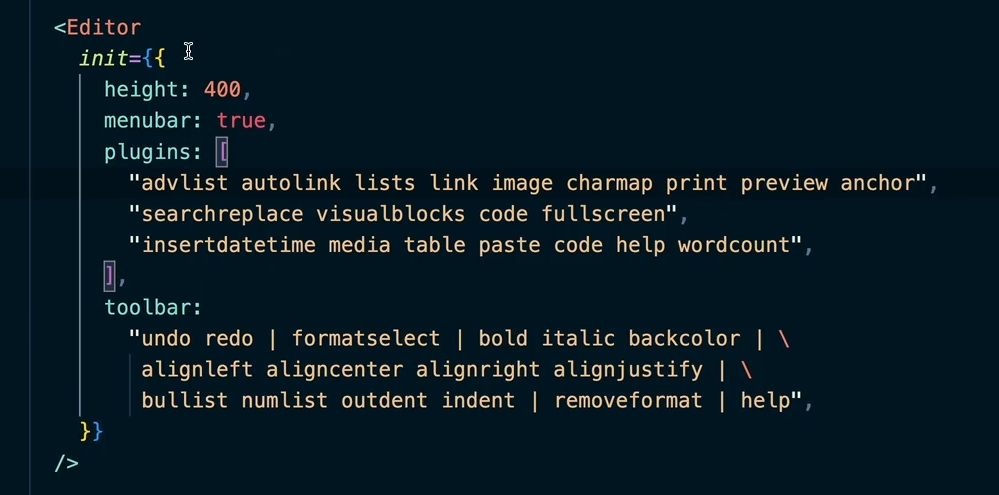 <Editor
init={{
height: 400,
menubar: true,
plugins: [
"advlist autolink lists link image charmap print preview anchor",
"searchreplace visualblocks code fullscreen",
"insertdatetime media table paste code help wordcount",
],
toolbar:
"undo redo | formatselect | bold italic backcolor | \
alignleft aligncenter alignright alignjustify | \
bullist numlist outdent indent | removeformat | help",
}}
/>